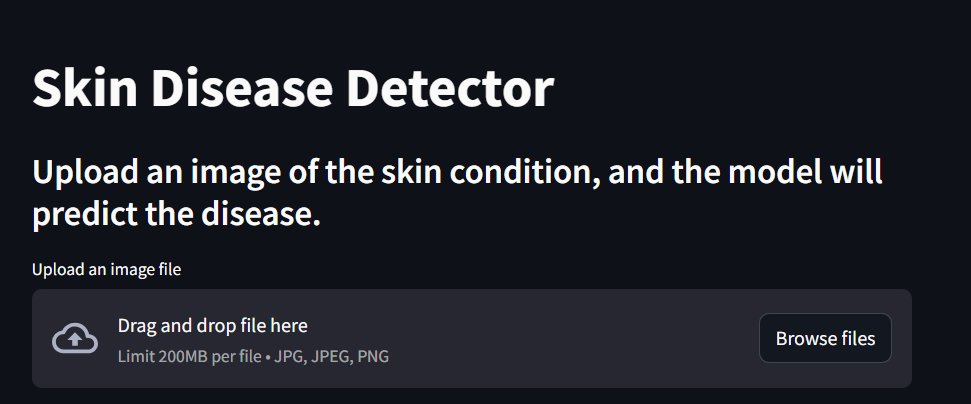 Skin Disease Detector
Upload an image of the skin condition, and the model will
predict the disease.
Upload an image file
Drag and drop file here
Limit 200MB per file • JPG, JPEG, PNG
Browse files